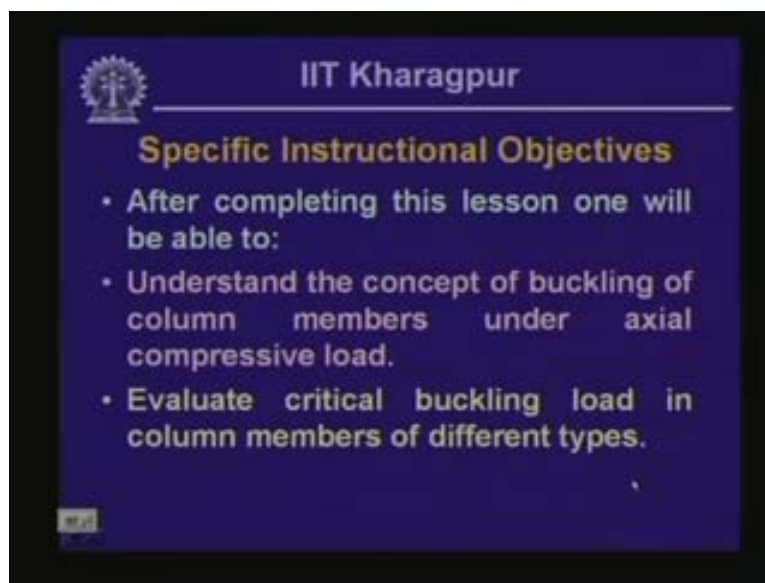 IIT Kharagpur
Specific Instructional Objectives
• After completing this lesson one will
be able to:
• Understand the concept of buckling of
column members under axial
compressive load.
• Evaluate critical buckling load in
column members of different types.